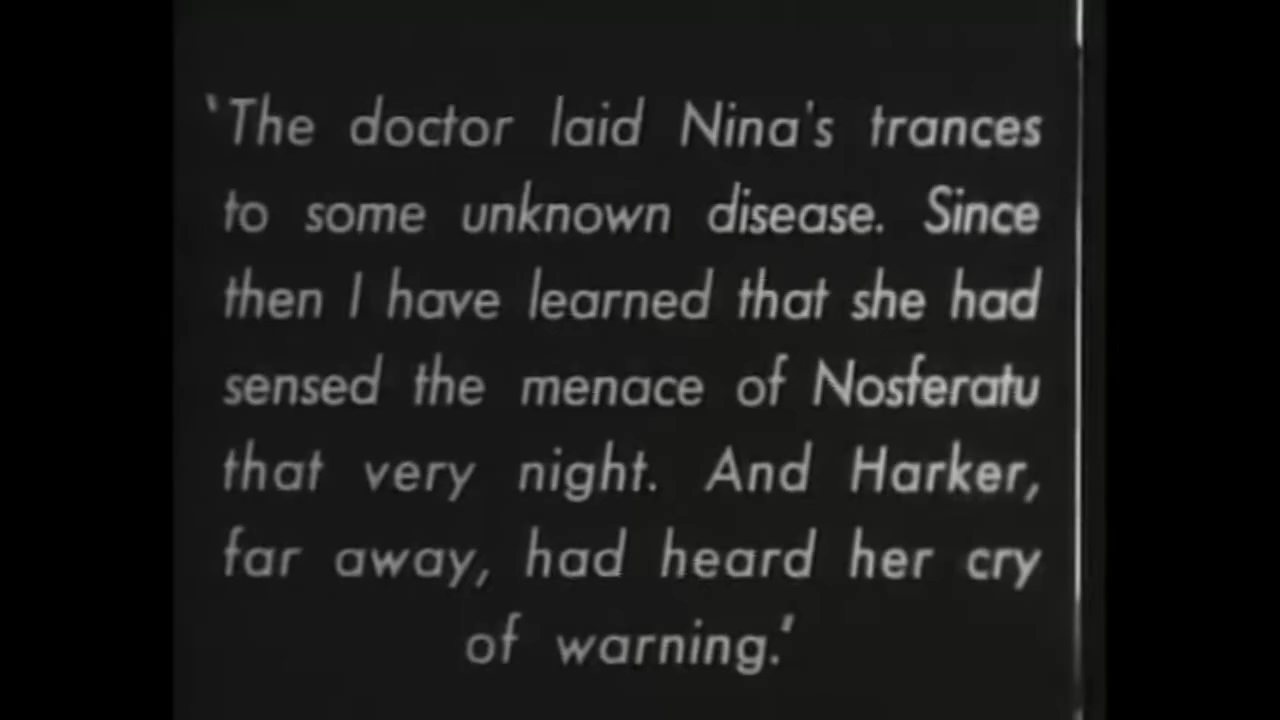 'The doctor laid Nina's trances
to some unknown disease. Since
then I have learned that she had
sensed the menace of Nosferatu
that very night. And Harker,
far away, had heard her cry
of warning.'